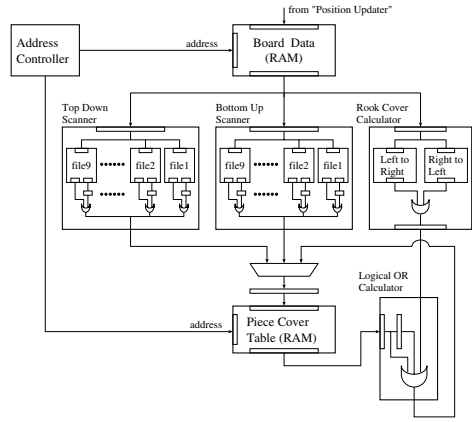 from "Position Updater"
Address
Controller
address
Board Data
(RAM)
Top Down
Scanner
Bottom Up
Scanner
Rook Cover
Calculator
file9
file2
file1
file9
file2
file1
Left to
Right
Right to
Left
Logical OR
Calculator
address
Piece Cover
Table (RAM)